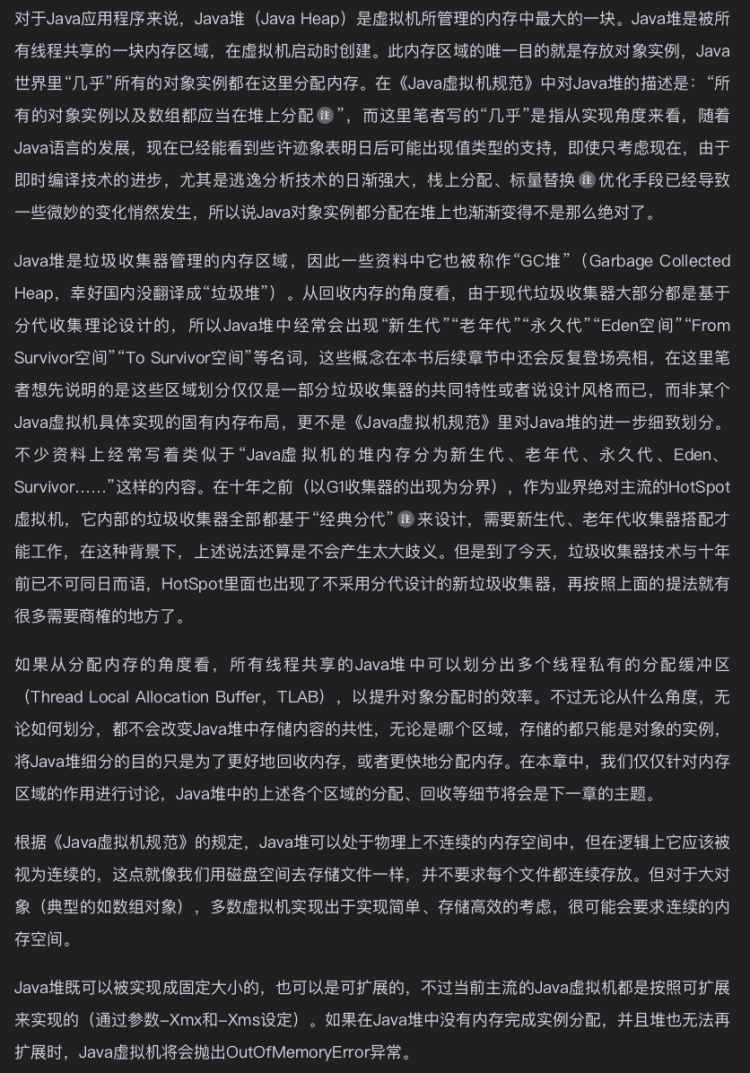 对于Java应用程序来说，Java堆（Java Heap）是虚拟机所管理的内存中最大的一块。Java堆是被所
有线程共享的一块内存区域，在虚拟机启动时创建。此内存区域的唯一目的就是存放对象实例，Java
世界里“几乎”所有的对象实例都在这里分配内存。在《Java虚拟机规范》中对Java堆的描述是：“所
有的对象实例以及数组都应当在堆上分配注”，而这里笔者写的“几乎”是指从实现角度来看，随着
Java语言的发展，现在已经能看到些许迹象表明日后可能出现值类型的支持，即使只考虑现在，由于
即时编译技术的进步，尤其是逃逸分析技术的日渐强大，栈上分配、标量替换注优化手段已经导致
一些微妙的变化悄然发生，所以说Java对象实例都分配在堆上也渐渐变得不是那么绝对了。
Java堆是垃圾收集器管理的内存区域，因此一些资料中它也被称作“GC堆”（Garbage Collected
Heap，幸好国内没翻译成“垃圾堆”）。从回收内存的角度看，由于现代垃圾收集器大部分都是基于
分代收集理论设计的，所以Java堆中经常会出现“新生代”“老年代”“永久代”“Eden空间”“From
Survivor空间”“To Survivor空间”等名词，这些概念在本书后续章节中还会反复登场亮相，在这里笔
者想先说明的是这些区域划分仅仅是一部分垃圾收集器的共同特性或者说设计风格而已，而非某个
Java虚拟机具体实现的固有内存布局，更不是《Java虚拟机规范》里对Java堆的进一步细致划分。
不少资料上经常写着类似于“Java虚拟机的堆内存分为新生代、老年代、永久代、Eden、
Survivor……”这样的内容。在十年之前（以G1收集器的出现为分界），作为业界绝对主流的HotSpot
虚拟机，它内部的垃圾收集器全部都基于“经典分代”注来设计，需要新生代、老年代收集器搭配才
能工作，在这种背景下，上述说法还算是不会产生太大歧义。但是到了今天，垃圾收集器技术与十年
前已不可同日而语，HotSpot里面也出现了不采用分代设计的新垃圾收集器，再按照上面的提法就有
很多需要商榷的地方了。
如果从分配内存的角度看，所有线程共享的Java堆中可以划分出多个线程私有的分配缓冲区
（Thread Local Allocation Buffer，TLAB），以提升对象分配时的效率。不过无论从什么角度，无
论如何划分，都不会改变Java堆中存储内容的共性，无论是哪个区域，存储的都只能是对象的实例，
将Java堆细分的目的只是为了更好地回收内存，或者更快地分配内存。在本章中，我们仅仅针对内存
区域的作用进行讨论，Java堆中的上述各个区域的分配、回收等细节将会是下一章的主题。
根据《Java虚拟机规范》的规定，Java堆可以处于物理上不连续的内存空间中，但在逻辑上它应该被
视为连续的，这点就像我们用磁盘空间去存储文件一样，并不要求每个文件都连续存放。但对于大对
象（典型的如数组对象），多数虚拟机实现出于实现简单、存储高效的考虑，很可能会要求连续的内
存空间。
Java堆既可以被实现成固定大小的，也可以是可扩展的，不过当前主流的Java虚拟机都是按照可扩展
来实现的（通过参数-Xmx和-Xms设定）。如果在Java堆中没有内存完成实例分配，并且堆也无法再
扩展时，Java虚拟机将会抛出OutOfMemoryError异常。